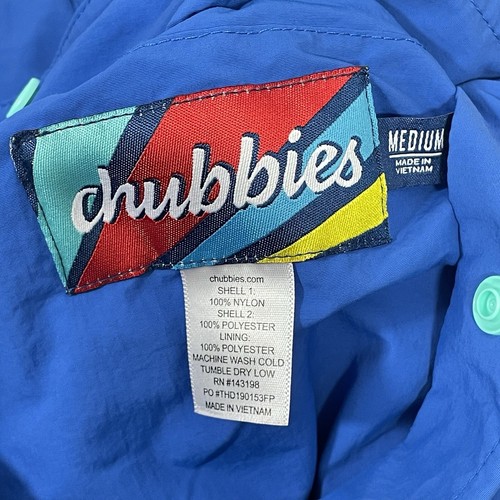 chubbies
MEDIUM
MADE IN
VIETNAM
chubbies.com
SHELL 1:
100% NYLON
SHELL 2:
100% POLYESTER
LINING:
100% POLYESTER
MACHINE WASH COLD
TUMBLE DRY LOW
RN #143198
PO #THD190153FP
MADE IN VIETNAM